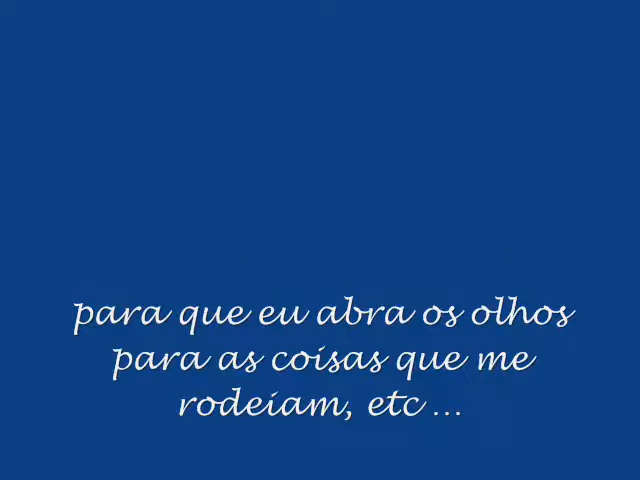 para que eu abra os olhos
para as coisas que me
rodeiam, etc ...